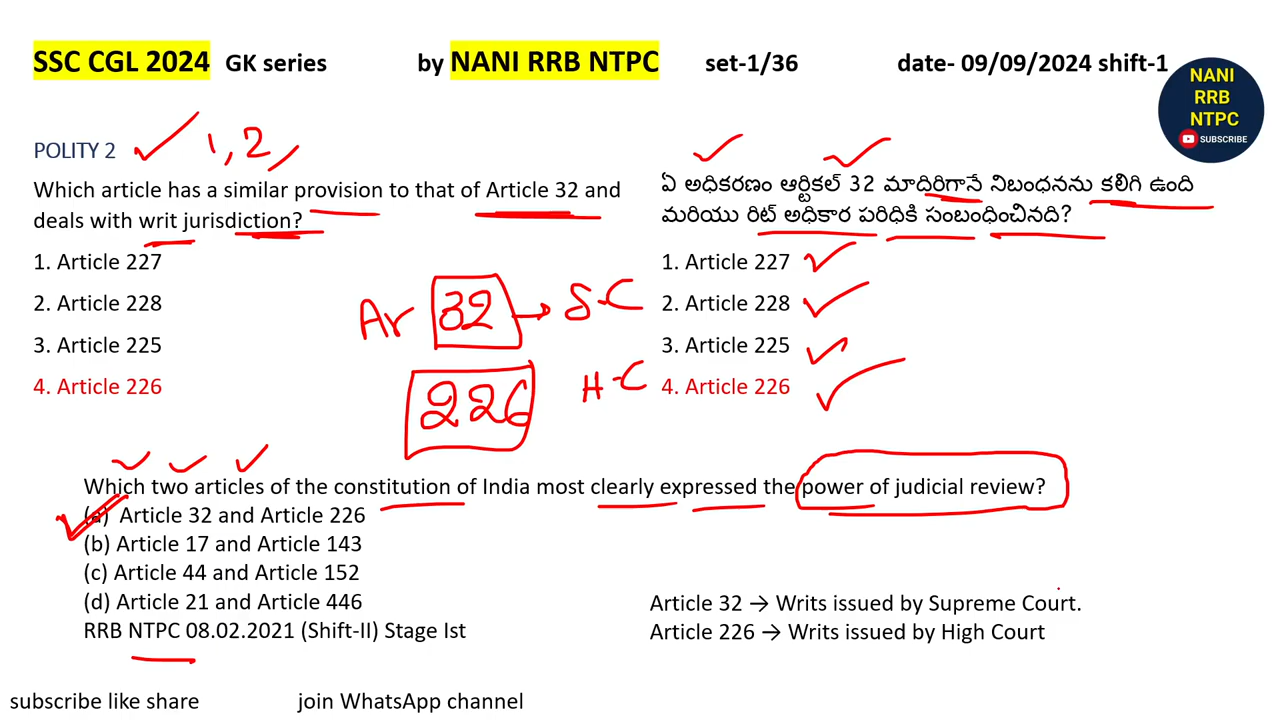 SSC CGL 2024 GK series by NANI RRB NTPC set-1/36 date- 09/09/2024 shift-1
NANI
RRB
NTPC
SUBSCRIBE
POLITY 2 1, 2,
Which article has a similar provision to that of Article 32 and
deals with writ jurisdiction?
1. Article 227
2. Article 228
3. Article 225
4. Article 226
ఏ అధికరణం ఆర్టికల్ 32 మాదిరిగానే నిబంధనను కలిగి ఉంది
మరియు రిట్ అధికార పరిధికి సంబంధించినది?
1. Article 227
2. Article 228
3. Article 225
4. Article 226
Ar 32 → SC
226 HC
Which two articles of the constitution of India most clearly expressed the power of judicial review?
(a) Article 32 and Article 226
(b) Article 17 and Article 143
(c) Article 44 and Article 152
(d) Article 21 and Article 446
RRB NTPC 08.02.2021 (Shift-II) Stage Ist
Article 32 → Writs issued by Supreme Court.
Article 226 → Writs issued by High Court
subscribe like share join WhatsApp channel